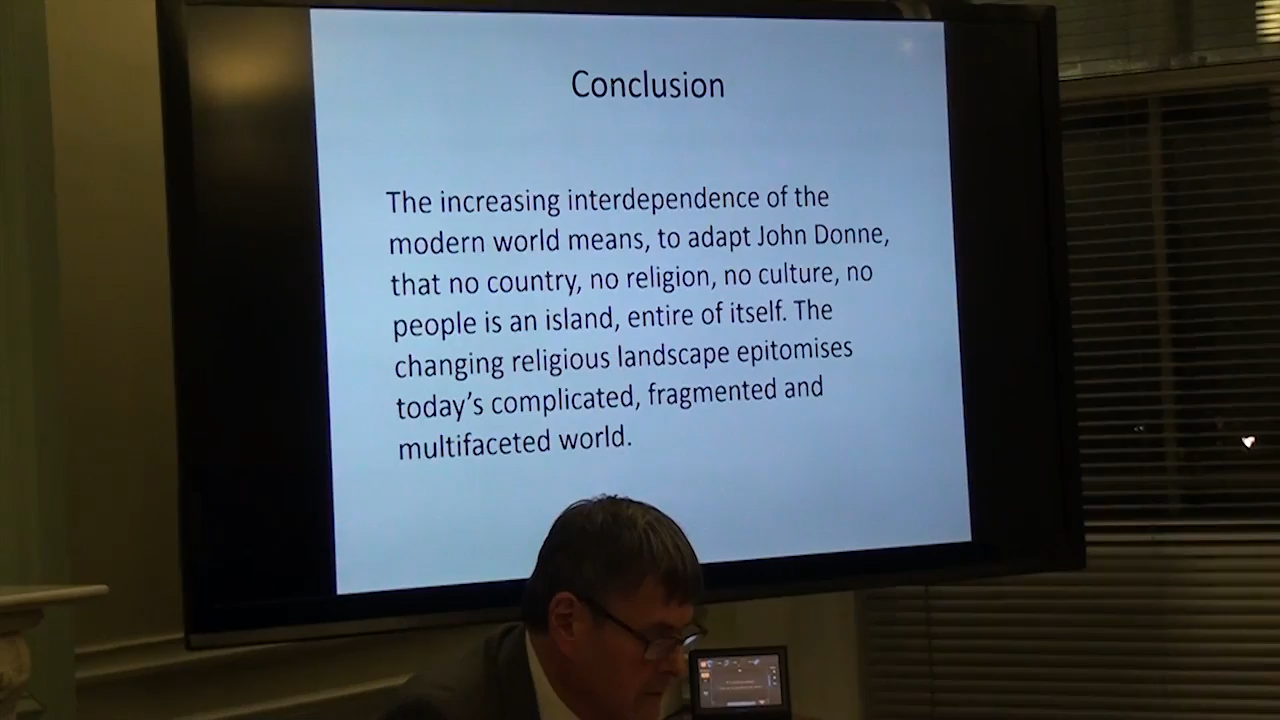 Conclusion
The increasing interdependence of the
modern world means, to adapt John Donne,
that no country, no religion, no culture, no
people is an island, entire of itself. The
changing religious landscape epitomises
today's complicated, fragmented and
multifaceted world.